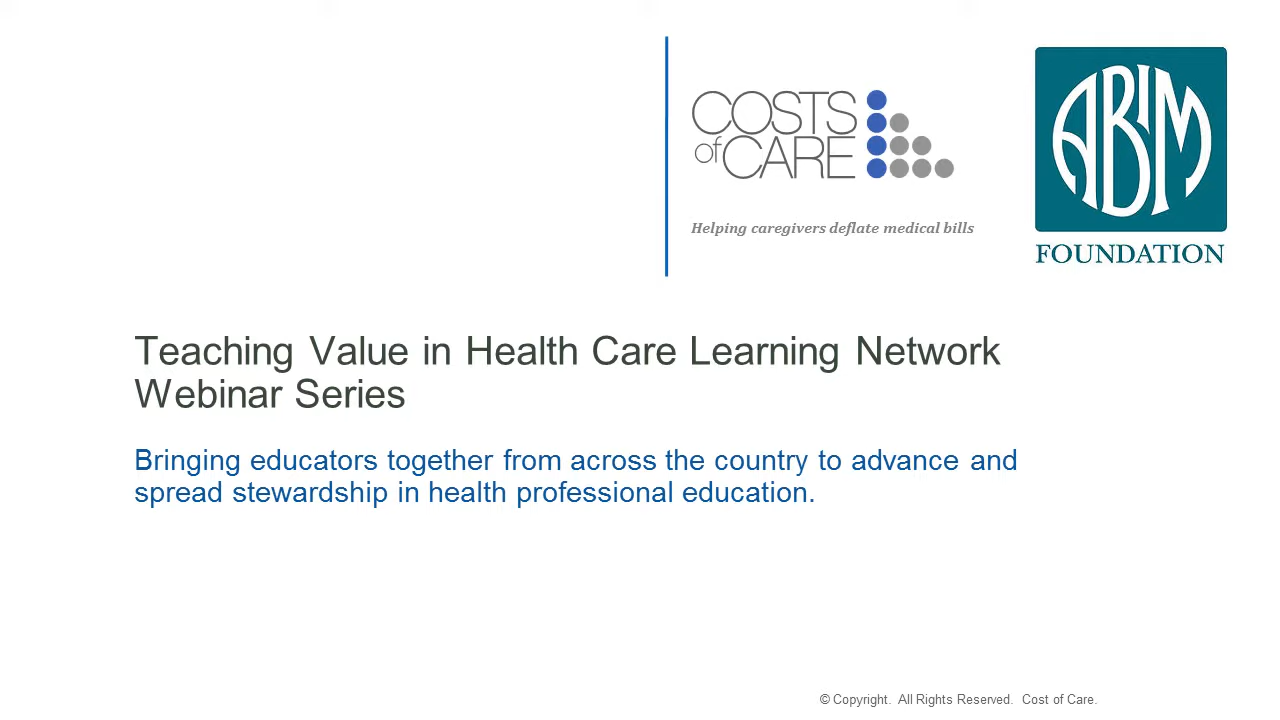 COSTS
of CARE
Helping caregivers deflate medical bills
ABIM
FOUNDATION
Teaching Value in Health Care Learning Network
Webinar Series
Bringing educators together from across the country to advance and
spread stewardship in health professional education.
© Copyright. All Rights Reserved. Cost of Care.